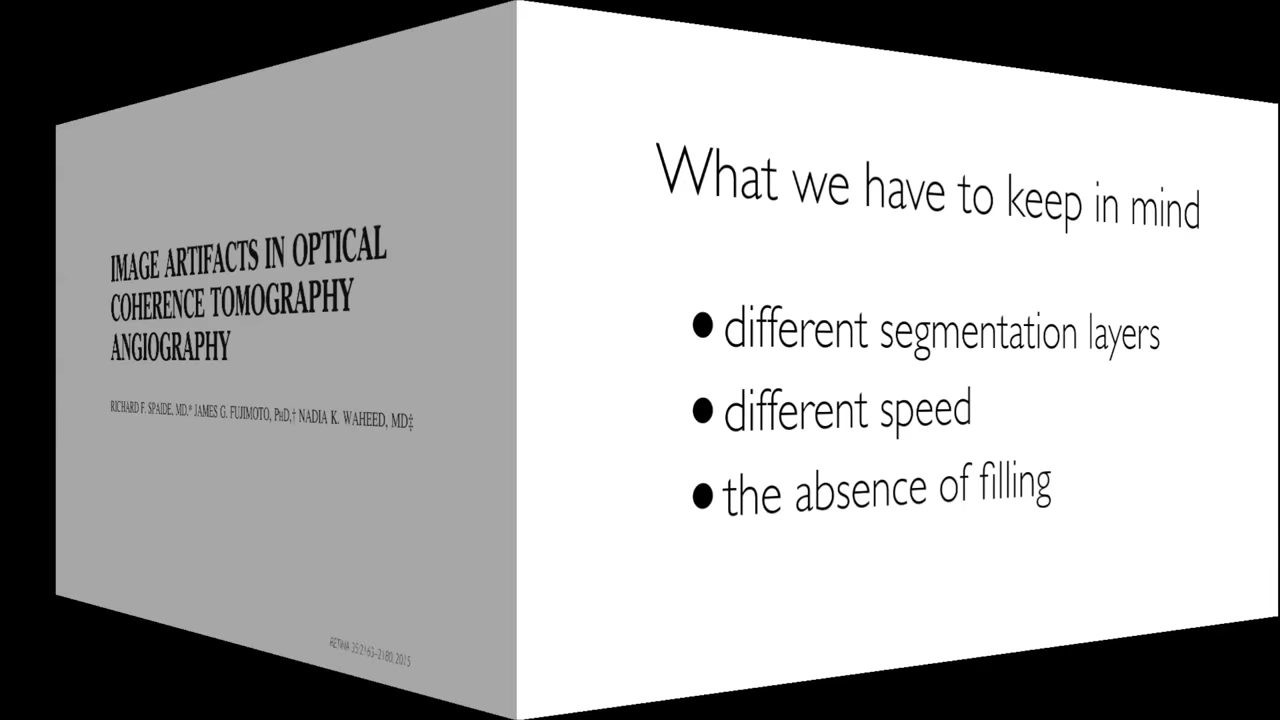 IMAGE ARTIFACTS IN OPTICAL
COHERENCE TOMOGRAPHY
ANGIOGRAPHY
RICHARD F. SPAIDE, MD,* JAMES G. FUJIMOTO, PHD,† NADIA K. WAHEED, MD‡
RETINA 35:2163–2180, 2015
What we have to keep in mind
● different segmentation layers
● different speed
● the absence of filling